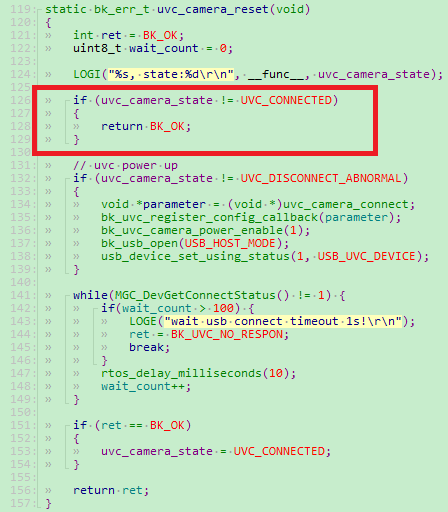 119: static bk_err_t uvc_camera_reset(void)
120: {
121: » int ret = BK_OK;
122: » uint8_t wait_count = 0;
123:
124: » LOGI("%s, state:%d\r\n", __func__, uvc_camera_state);
125:
126: » if (uvc_camera_state != UVC_CONNECTED)
127: » {
128: » » return BK_OK;
129: » }
130:
131: » // uvc power up
132: » if (uvc_camera_state != UVC_DISCONNECT_ABNORMAL)
133: » {
134: » » void *parameter = (void *)uvc_camera_connect;
135: » » bk_uvc_register_config_callback(parameter);
136: » » bk_uvc_camera_power_enable(1);
137: » » bk_usb_open(USB_HOST_MODE);
138: » » usb_device_set_using_status(1, USB_UVC_DEVICE);
139: » }
140:
141: » while(MGC_DevGetConnectStatus() != 1) {
142: » » if(wait_count > 100) {
143: » » » LOGE("wait usb connect timeout 1s!\r\n");
144: » » » ret = BK_UVC_NO_RESPON;
145: » » » break;
146: » » }
147: » » rtos_delay_milliseconds(10);
148: » » wait_count++;
149: » }
150:
151: » if (ret == BK_OK)
152: » {
153: » » uvc_camera_state = UVC_CONNECTED;
154: » }
155:
156: » return ret;
157: }